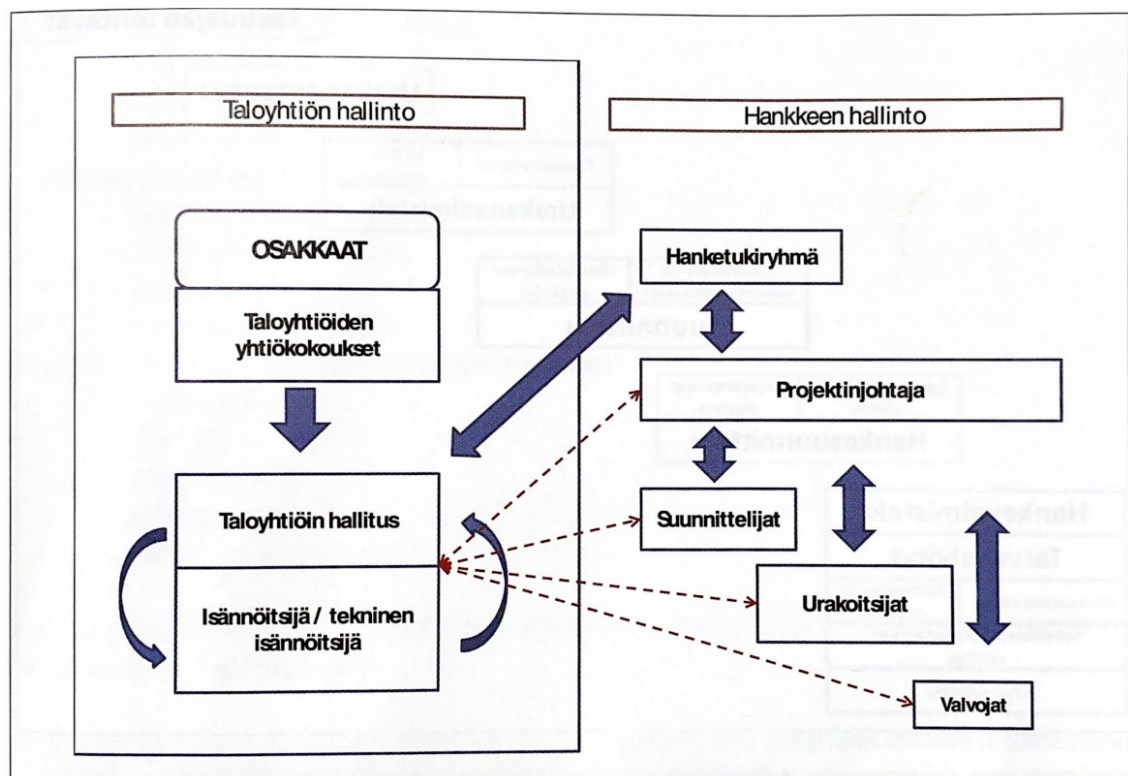 Taloyhtiön hallinto
Hankkeen hallinto
OSAKKAAT
Taloyhtiöiden
yhtiökokoukset
Taloyhtiöin hallitus
Isännöitsijä / tekninen
isännöitsijä
Hanketukiryhmä
Projektinjohtaja
Suunnittelijat
Urakoitsijat
Valvojat